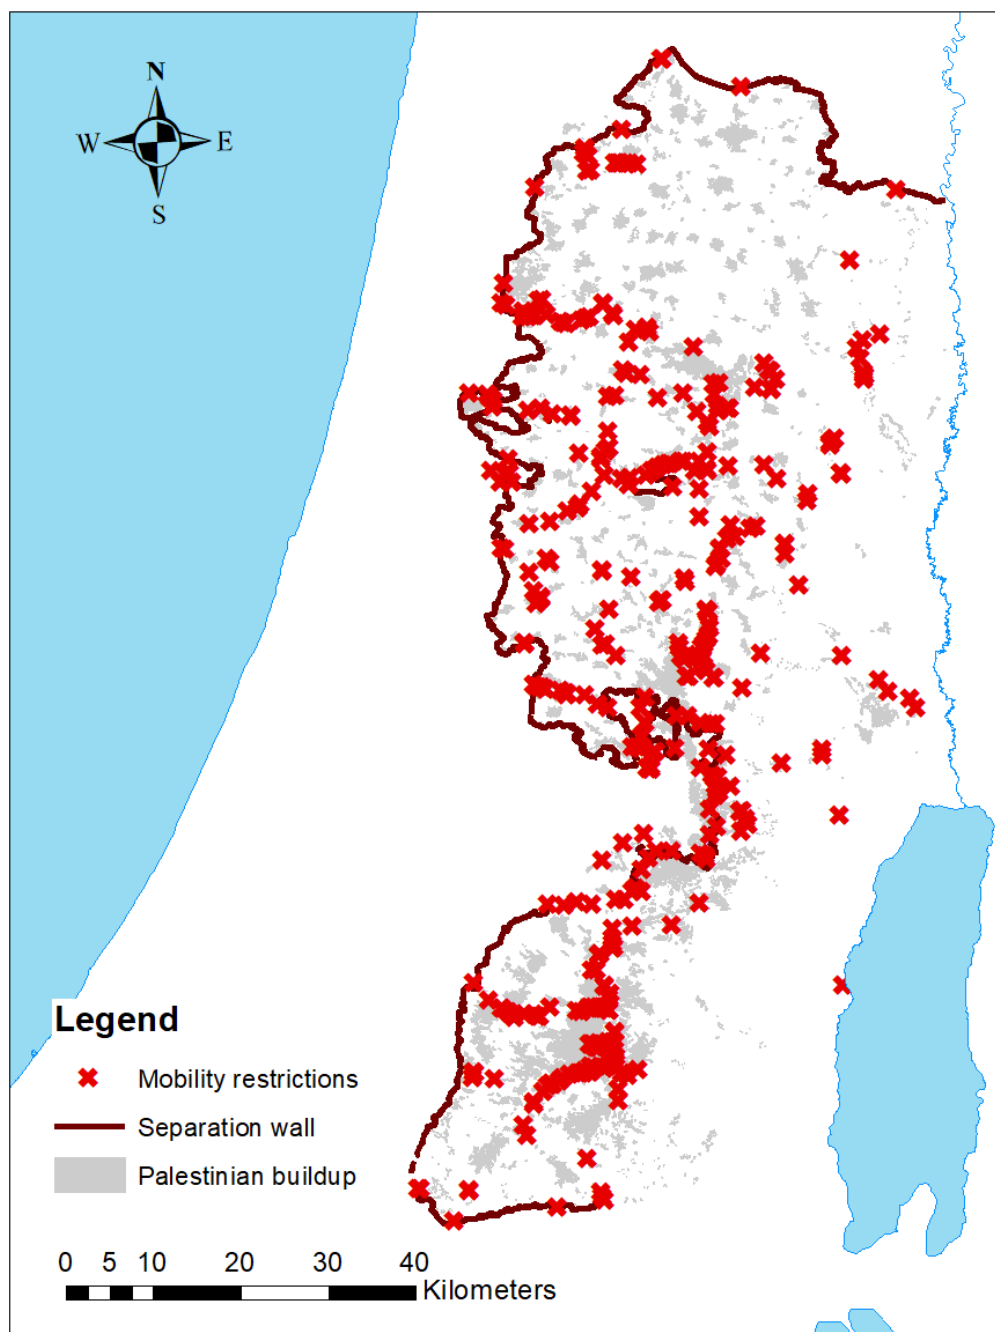 N
W E
S
Legend
Mobility restrictions
Separation wall
Palestinian buildup
0 5 10 20 30 40
Kilometers